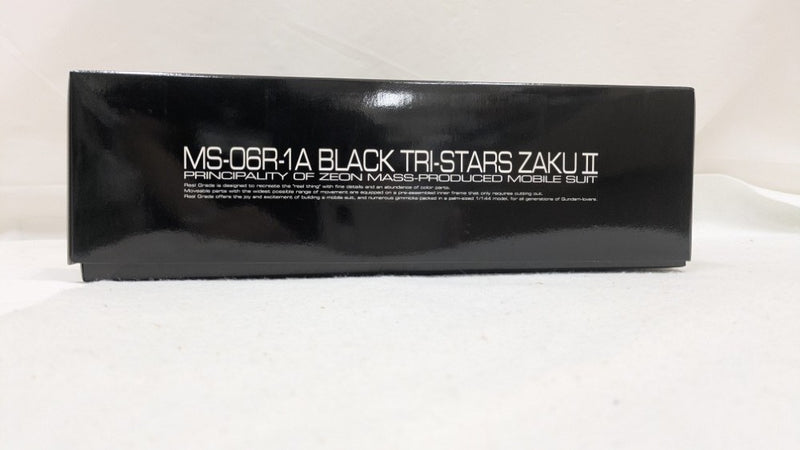 MS-06R-1A BLACK TRI-STARS ZAKU II
PRINCIPALITY OF ZEON MASS-PRODUCED MOBILE SUIT
Real Grade is designed to recreate the "real thing" with fine details and an abundance of color parts.
Moveable parts with the widest possible range of movement are equipped on a pre-assembled inner frame that only requires cutting out.
Real Grade offers the joy and excitement of building a mobile suit, and numerous gimmicks packed in a palm-sized 1/144 model, for all generations of Gundam-lovers.